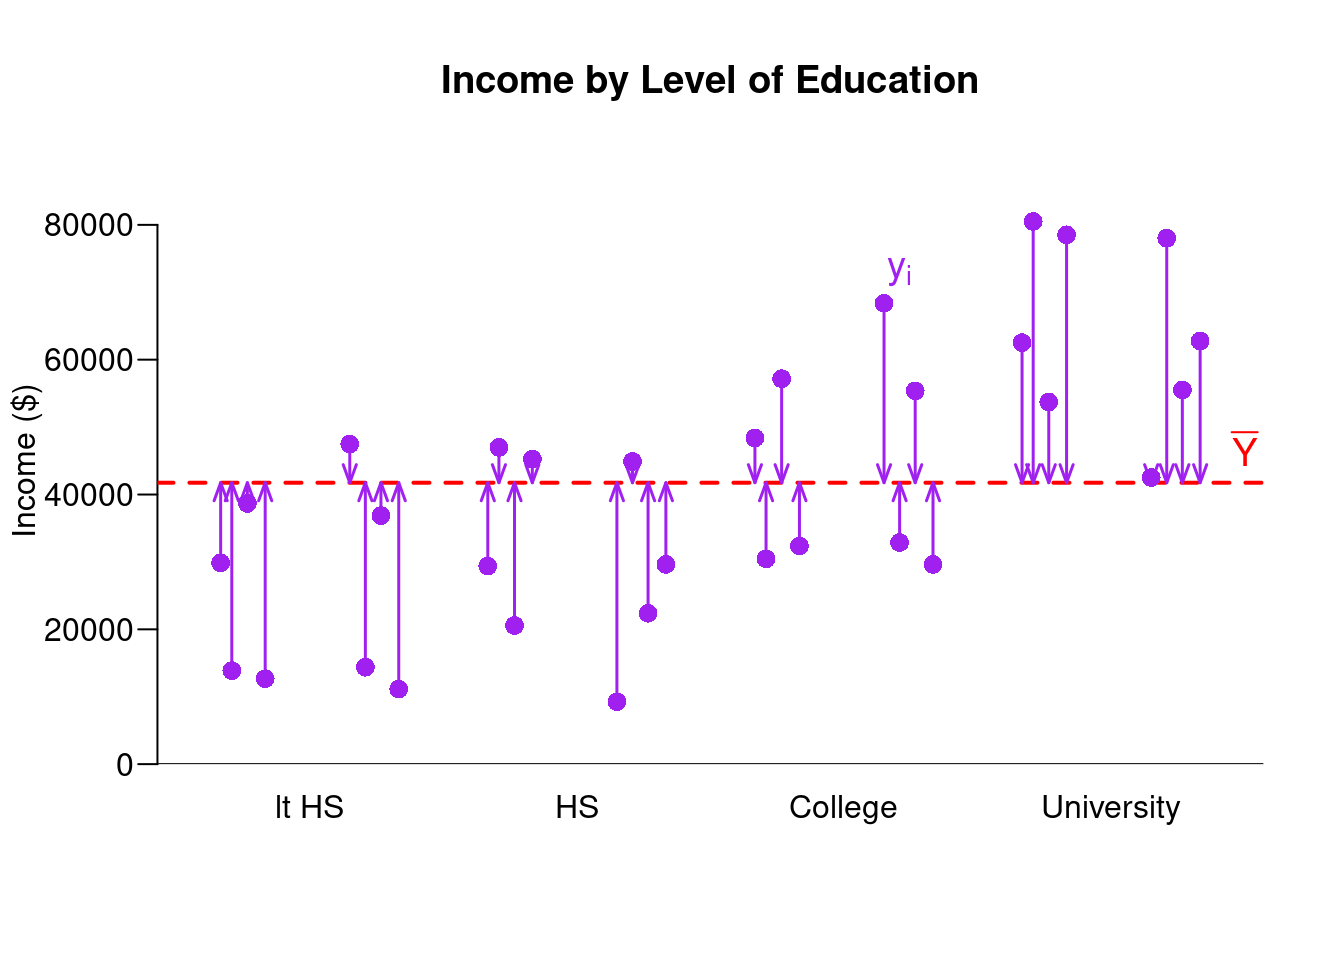 Income by Level of Education
80000
60000
40000
20000
0
Income ($)
yᵢ
Y̅
lt HS
HS
College
University